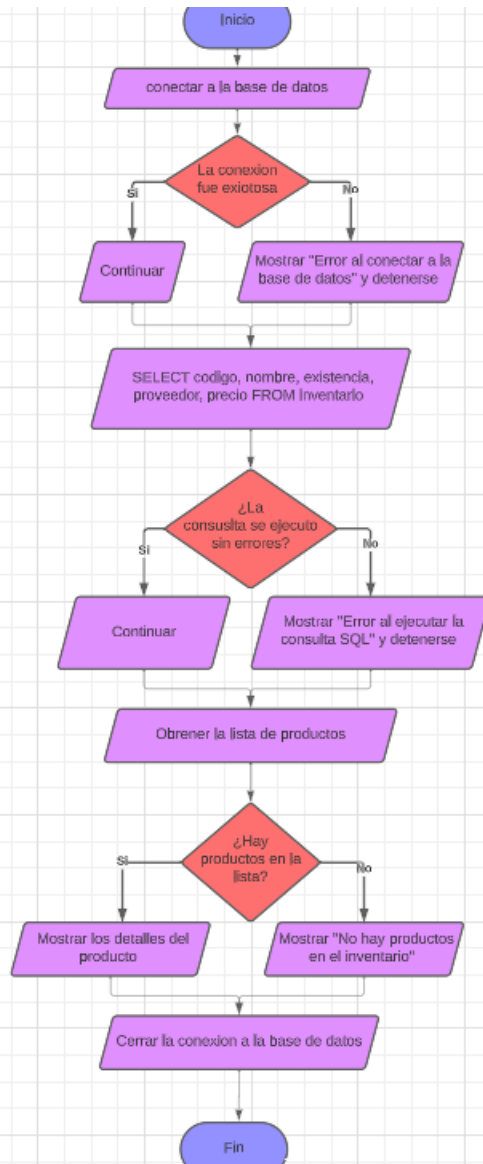 Inicio
conectar a la base de datos
La conexion
fue exiotosa
Si
No
Continuar
Mostrar "Error al conectar a la
base de datos" y detenerse
SELECT codigo, nombre, existencia,
proveedor, precio FROM Inventario
¿La
consuslta se ejecuto
sin errores?
Si
No
Continuar
Mostrar "Error al ejecutar la
consulta SQL" y detenerse
Obrener la lista de productos
¿Hay
productos en la
lista?
Si
No
Mostrar los detalles del
producto
Mostrar "No hay productos
en el inventario"
Cerrar la conexion a la base de datos
Fin